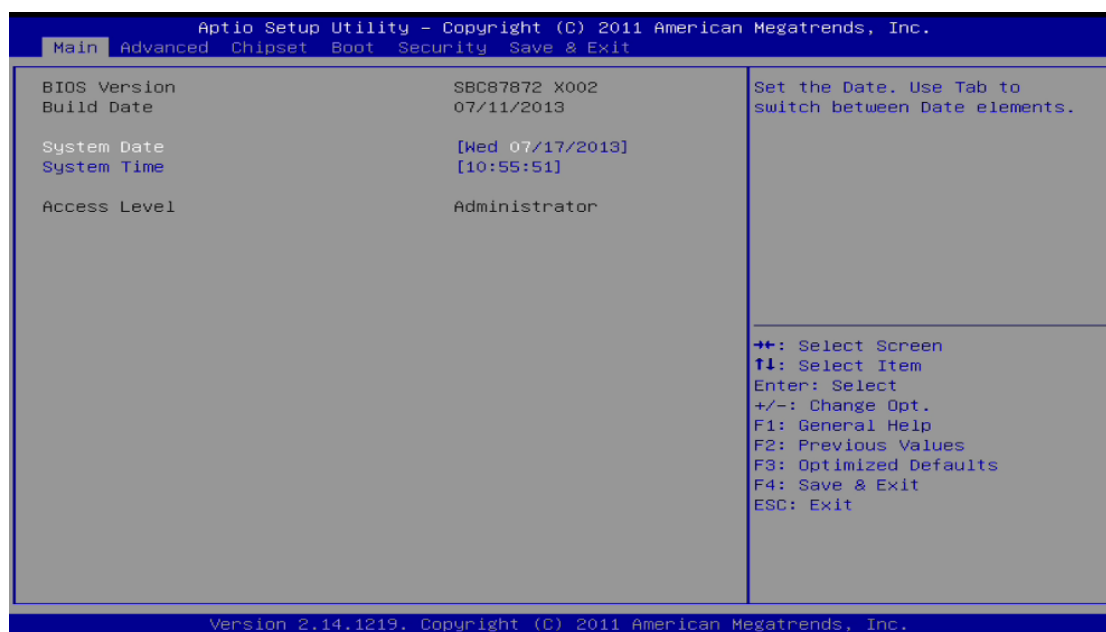 Aptio Setup Utility – Copyright (C) 2011 American Megatrends, Inc.
Main Advanced Chipset Boot Security Save & Exit
BIOS Version SBC87872 X002
Build Date 07/11/2013
System Date [Wed 07/17/2013]
System Time [10:55:51]
Access Level Administrator
Set the Date. Use Tab to
switch between Date elements.
→←: Select Screen
↑↓: Select Item
Enter: Select
+/-: Change Opt.
F1: General Help
F2: Previous Values
F3: Optimized Defaults
F4: Save & Exit
ESC: Exit
Version 2.14.1219. Copyright (C) 2011 American Megatrends, Inc.